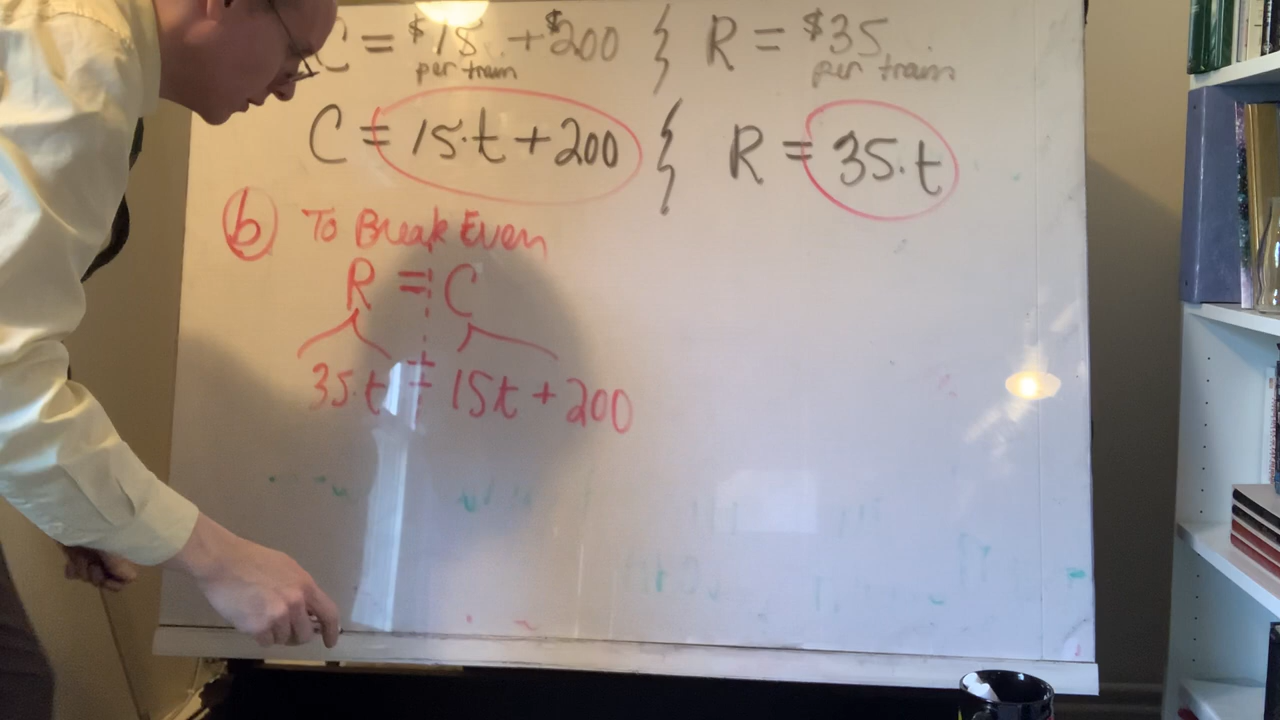 C = $15 + $200 R = $35
per train per train
C = 15·t + 200 R = 35·t
b To Break Even
R = C
35·t = 15t + 200